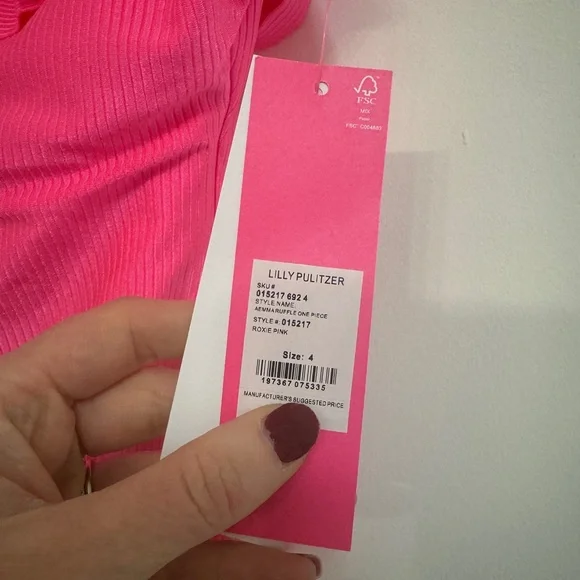 FSC
MIX
LILLY PULITZER
SKU #
015217 692 4
STYLE NAME:
AEMMA RUFFLE ONE PIECE
STYLE #: 015217
ROXIE PINK
Size: 4
197367 075335
MANUFACTURER'S SUGGESTED PRICE